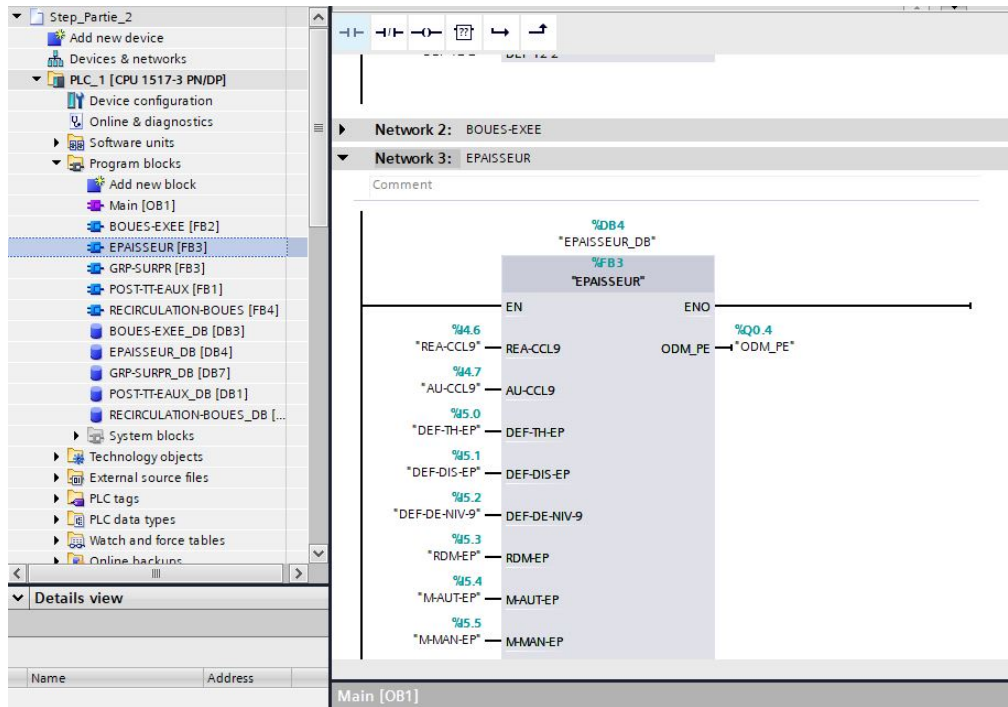 Step_Partie_2
Add new device
Devices & networks
PLC_1 [CPU 1517-3 PN/DP]
Device configuration
Online & diagnostics
Software units
Program blocks
Add new block
Main [OB1]
BOUES-EXEE [FB2]
EPAISSEUR [FB3]
GRP-SURPR [FB3]
POST-TT-EAUX [FB1]
RECIRCULATION-BOUES [FB4]
BOUES-EXEE_DB [DB3]
EPAISSEUR_DB [DB4]
GRP-SURPR_DB [DB7]
POST-TT-EAUX_DB [DB1]
RECIRCULATION-BOUES_DB [...
System blocks
Technology objects
External source files
PLC tags
PLC data types
Watch and force tables
Online backups
Details view
Name Address
??
Network 2: BOUES-EXEE
Network 3: EPAISSEUR
Comment
%DB4
"EPAISSEUR_DB"
%FB3
"EPAISSEUR"
EN ENO
%I4.6 %Q0.4
"REA-CCL9" REA-CCL9 ODM_PE "ODM_PE"
%I4.7
"AU-CCL9" AU-CCL9
%I5.0
"DEF-TH-EP" DEF-TH-EP
%I5.1
"DEF-DIS-EP" DEF-DIS-EP
%I5.2
"DEF-DE-NIV-9" DEF-DE-NIV-9
%I5.3
"RDM-EP" RDM-EP
%I5.4
"M-AUT-EP" M-AUT-EP
%I5.5
"M-MAN-EP" M-MAN-EP
Main [OB1]